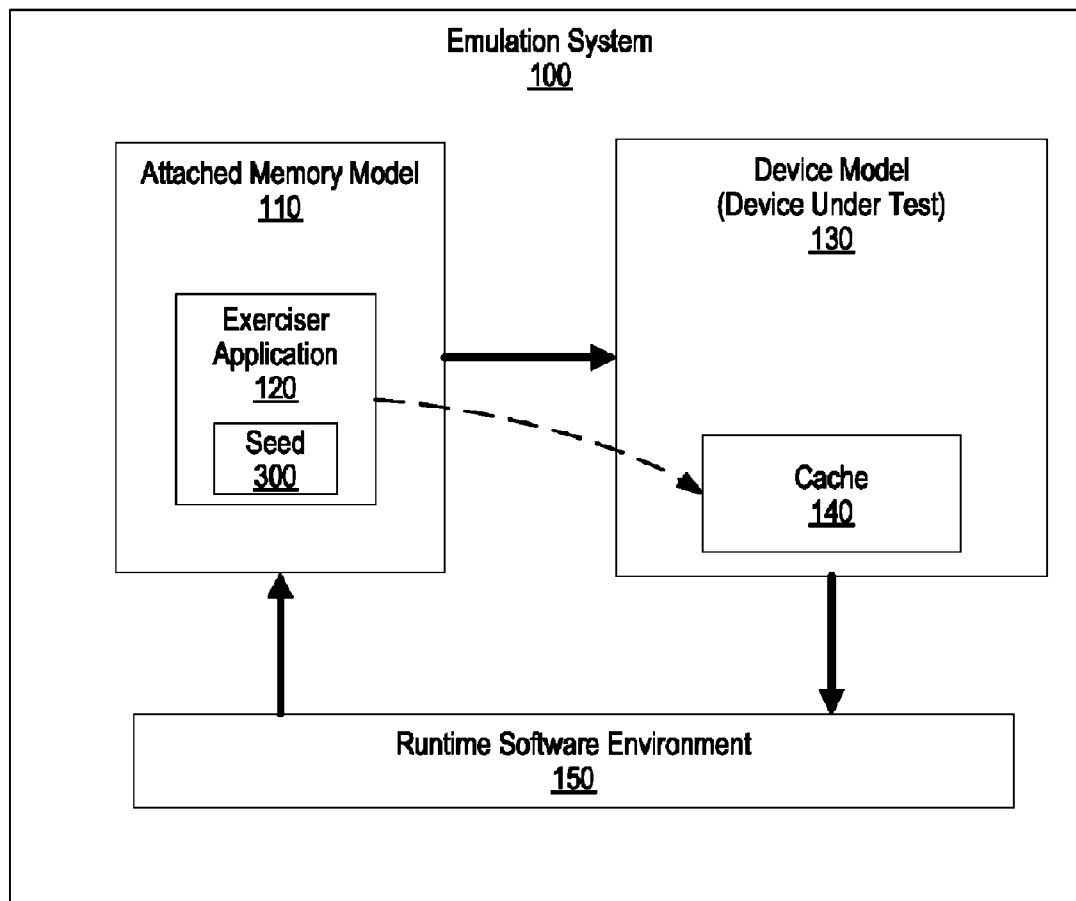 Emulation System
100
Attached Memory Model
110
Exerciser
Application
120
Seed
300
Device Model
(Device Under Test)
130
Cache
140
Runtime Software Environment
150